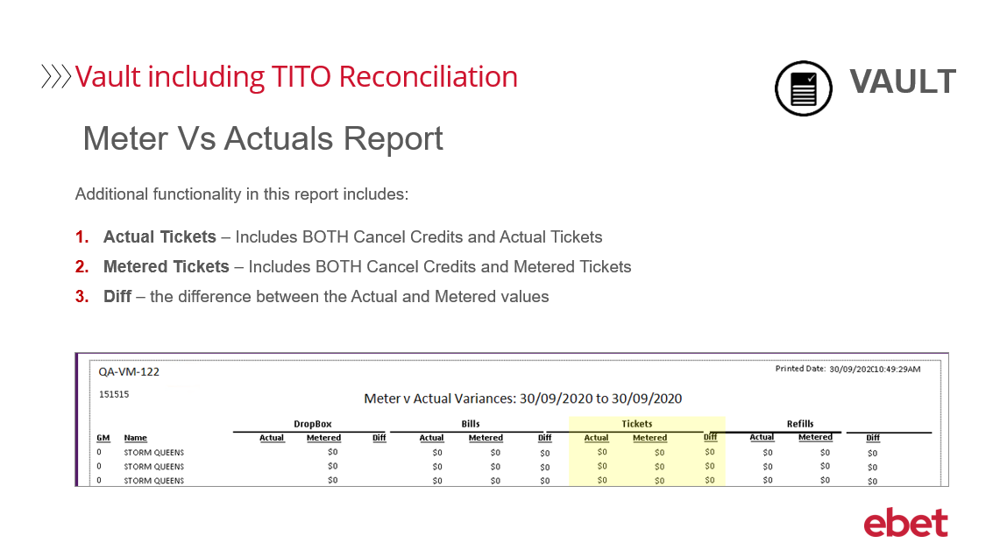 Vault including TITO Reconciliation
VAULT
Meter Vs Actuals Report
Additional functionality in this report includes:
1. Actual Tickets – Includes BOTH Cancel Credits and Actual Tickets
2. Metered Tickets – Includes BOTH Cancel Credits and Metered Tickets
3. Diff – the difference between the Actual and Metered values
QA-VM-122 Printed Date: 30/09/202010:49:29AM
151515
Meter v Actual Variances: 30/09/2020 to 30/09/2020
DropBox Bills Tickets Refills
GM Name Actual Metered Diff Actual Metered Diff Actual Metered Diff Actual Metered Diff
0 STORM QUEENS $0 $0 $0 $0 $0 $0 $0 $0 $0 $0
0 STORM QUEENS $0 $0 $0 $0 $0 $0 $0 $0 $0 $0
0 STORM QUEENS $0 $0 $0 $0 $0 $0 $0 $0 $0 $0
ebet